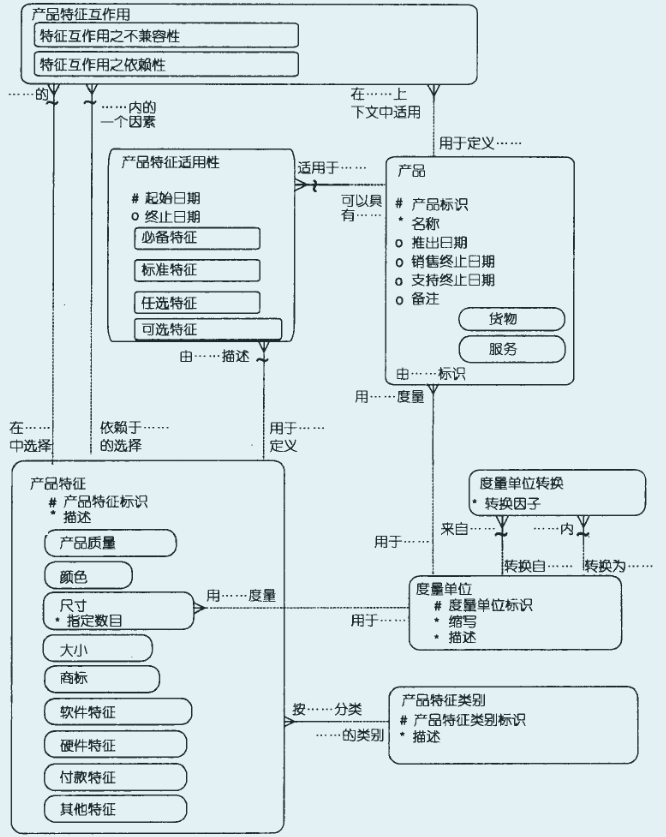 产品特征互作用
特征互作用之不兼容性
特征互作用之依赖性
……的
……内的
一个因素
在……上
下文中适用
用于定义……
产品特征适用性
# 起始日期
o 终止日期
必备特征
标准特征
任选特征
可选特征
适用于……
可以具
有……
产品
# 产品标识
* 名称
o 推出日期
o 销售终止日期
o 支持终止日期
o 备注
货物
服务
由……标识
由……描述
用……度量
在……
中选择
依赖于……
的选择
用于……
定义
产品特征
# 产品特征标识
* 描述
产品质量
颜色
尺寸
* 指定数目
大小
商标
软件特征
硬件特征
付款特征
其他特征
度量单位转换
* 转换因子
来自……
……内
用于……
转换自……
转换为……
用……度量
用于……
度量单位
# 度量单位标识
* 缩写
* 描述
按……分类
……的类别
产品特征类别
# 产品特征类别标识
* 描述